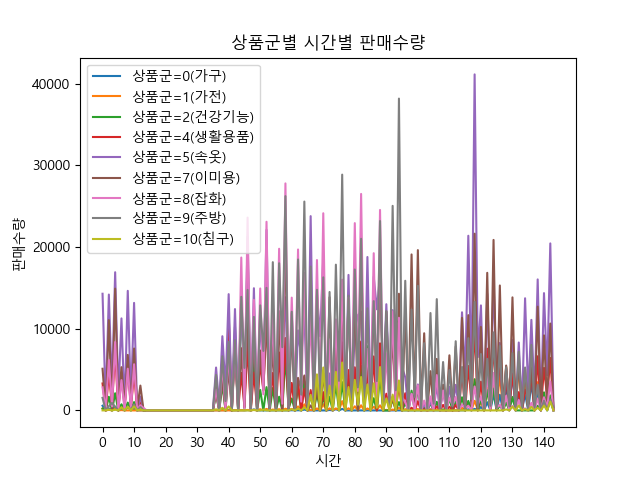 상품군별 시간별 판매수량
상품군=0(가구)
상품군=1(가전)
상품군=2(건강기능)
상품군=4(생활용품)
상품군=5(속옷)
상품군=7(이미용)
상품군=8(잡화)
상품군=9(주방)
상품군=10(침구)
판매수량
40000
30000
20000
10000
0
0 10 20 30 40 50 60 70 80 90 100 110 120 130 140
시간